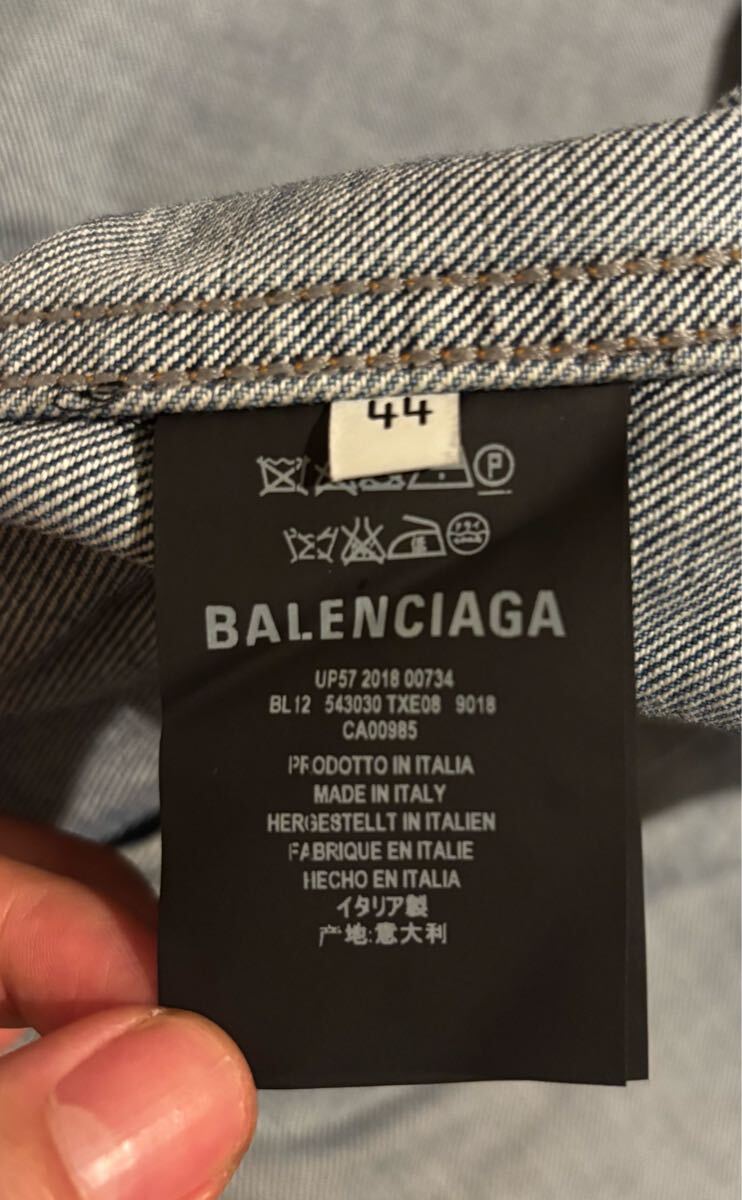 44
P
BALENCIAGA
UP57 2018 00734
BL12 543030 TXE08 9018
CA00985
PRODOTTO IN ITALIA
MADE IN ITALY
HERGESTELLT IN ITALIEN
FABRIQUE EN ITALIE
HECHO EN ITALIA
イタリア製
产地:意大利